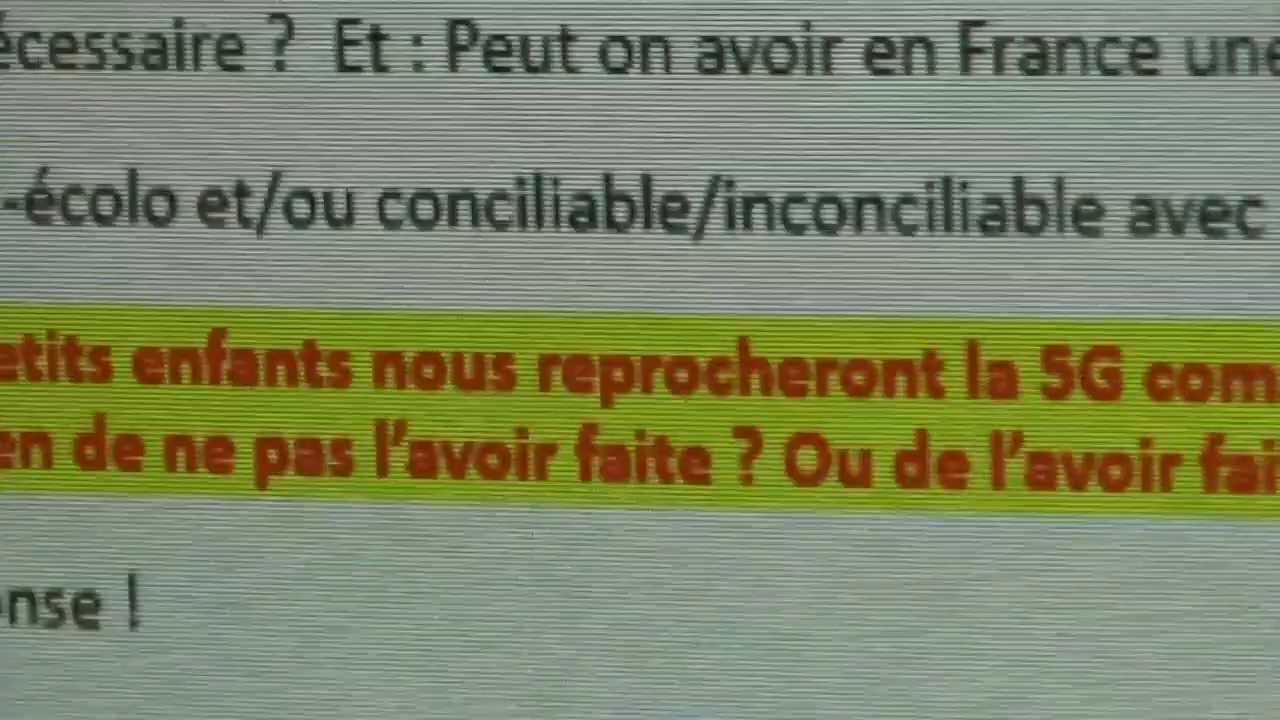 écessaire ? Et : Peut on avoir en France une
-écolo et/ou conciliable/inconciliable avec
etits enfants nous reprocheront la 5G com
en de ne pas l'avoir faite ? Ou de l'avoir fai
onse !